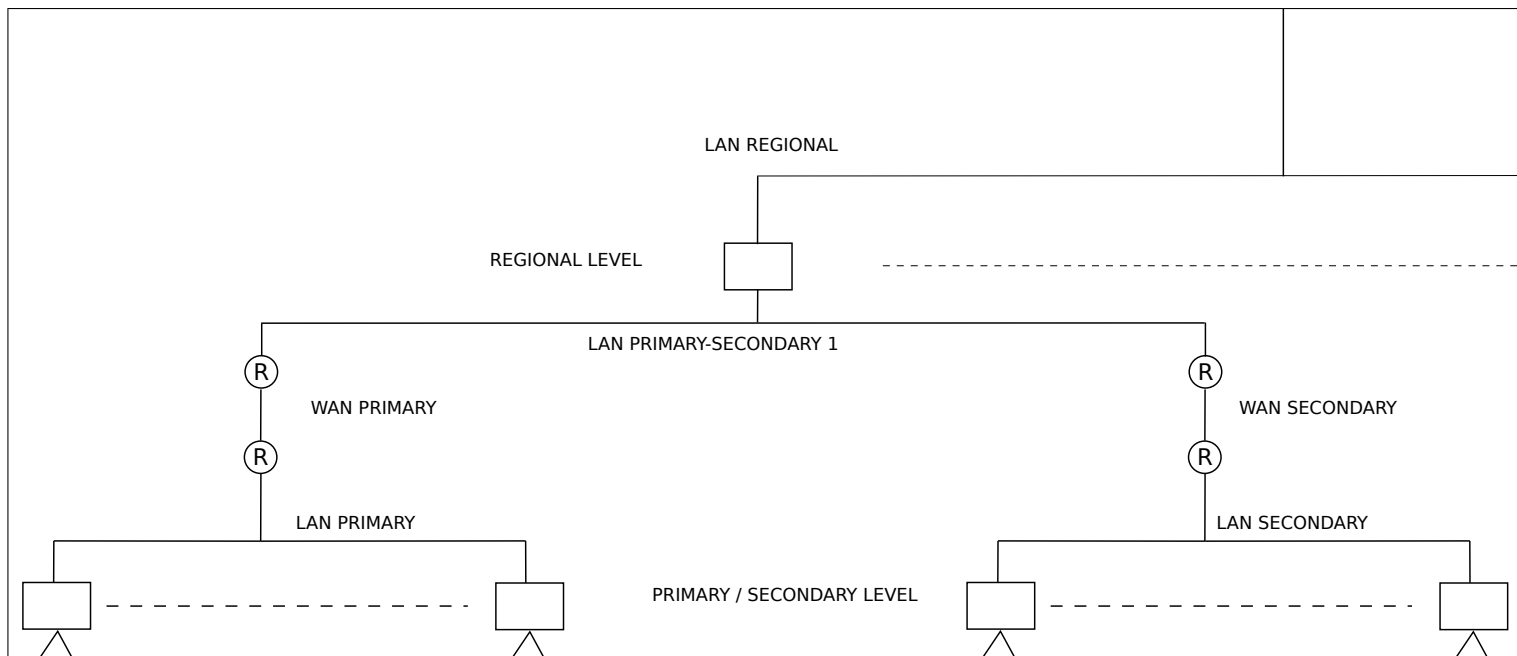 LAN REGIONAL
REGIONAL LEVEL
LAN PRIMARY-SECONDARY 1
R
R
WAN PRIMARY
WAN SECONDARY
R
R
LAN PRIMARY
LAN SECONDARY
PRIMARY / SECONDARY LEVEL